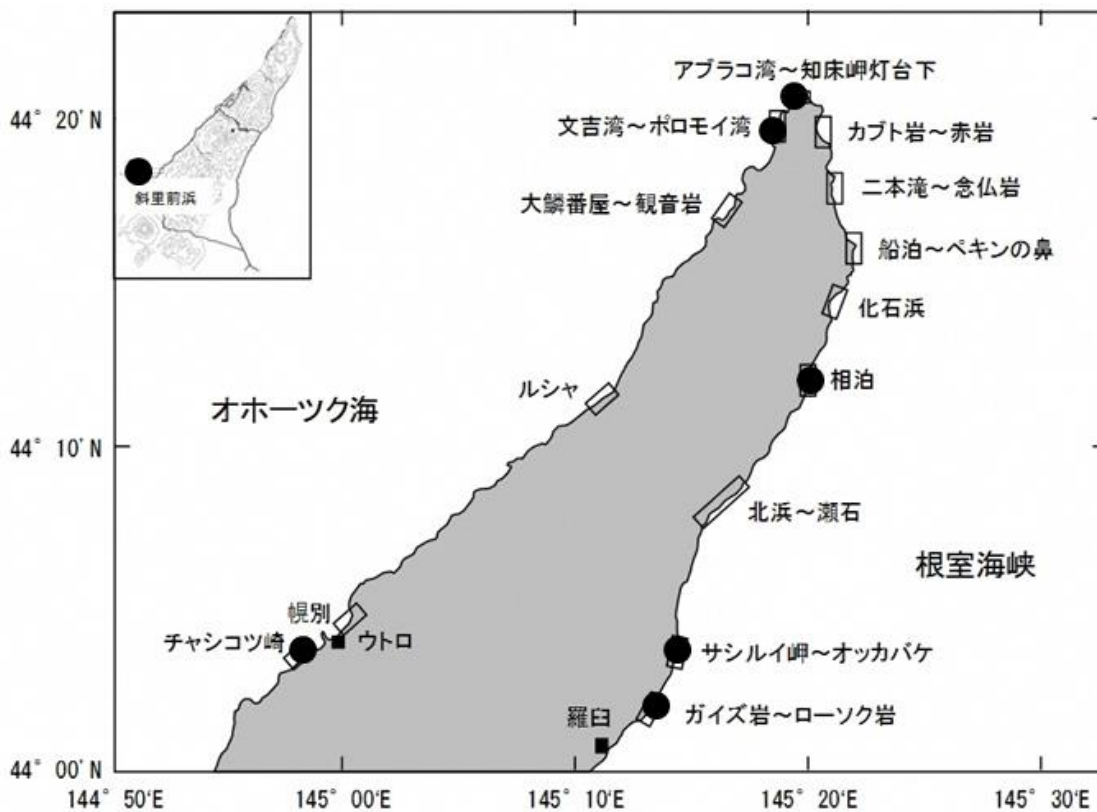 アブラコ湾～知床岬灯台下
44° 20' N
文吉湾～ポロモイ湾
カブト岩～赤岩
斜里前浜
二本滝～念仏岩
大鱗番屋～観音岩
船泊～ペキンの鼻
化石浜
相泊
ルシャ
オホーツク海
44° 10' N
北浜～瀬石
根室海峡
幌別
チャシコツ崎
ウトロ
サシルイ岬～オッカバケ
羅臼
ガイズ岩～ローソク岩
44° 00' N
144° 50'E
145° 00'E
145° 10'E
145° 20'E
145° 30'E